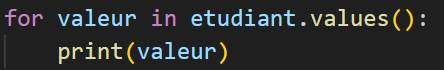 for valeur in etudiant.values():
    print(valeur)